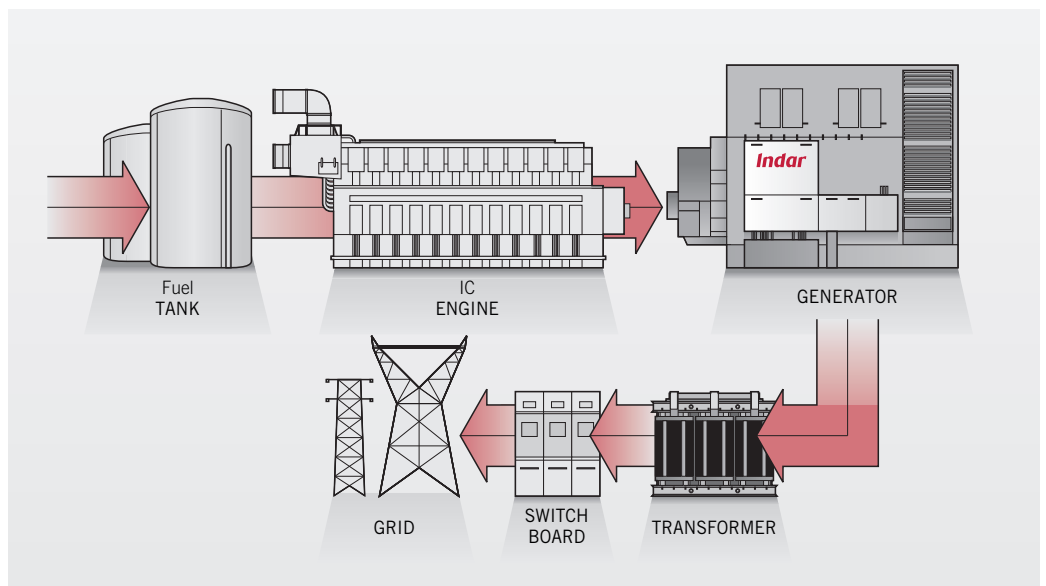 Indar
Fuel
TANK
IC
ENGINE
GENERATOR
GRID
SWITCH
BOARD
TRANSFORMER